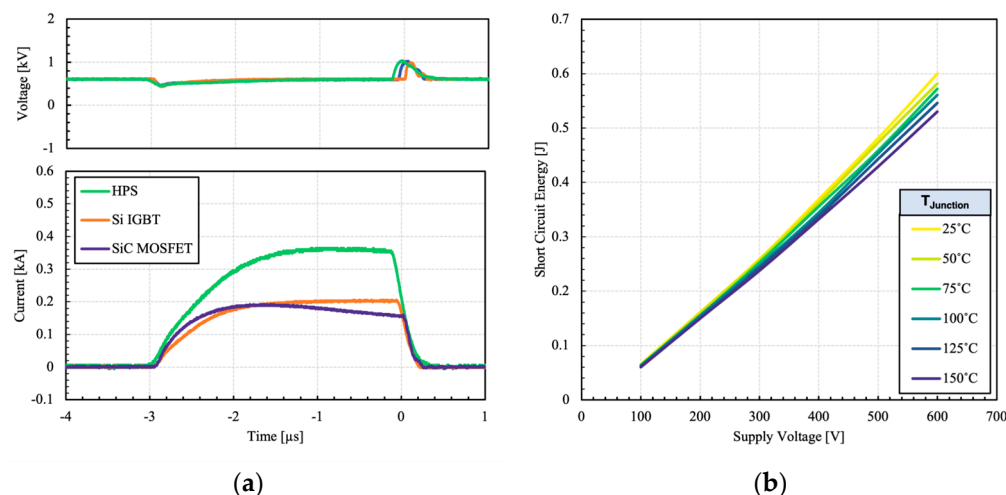 2
1
0
-1
Voltage [kV]
0.6
0.5
0.4
0.3
0.2
0.1
0
-0.1
Current [kA]
HPS
Si IGBT
SiC MOSFET
-4
-3
-2
-1
0
1
Time [µs]
(a)
0.7
0.6
0.5
0.4
0.3
0.2
0.1
0
Short Circuit Energy [J]
TJunction
25°C
50°C
75°C
100°C
125°C
150°C
0
100
200
300
400
500
600
700
Supply Voltage [V]
(b)